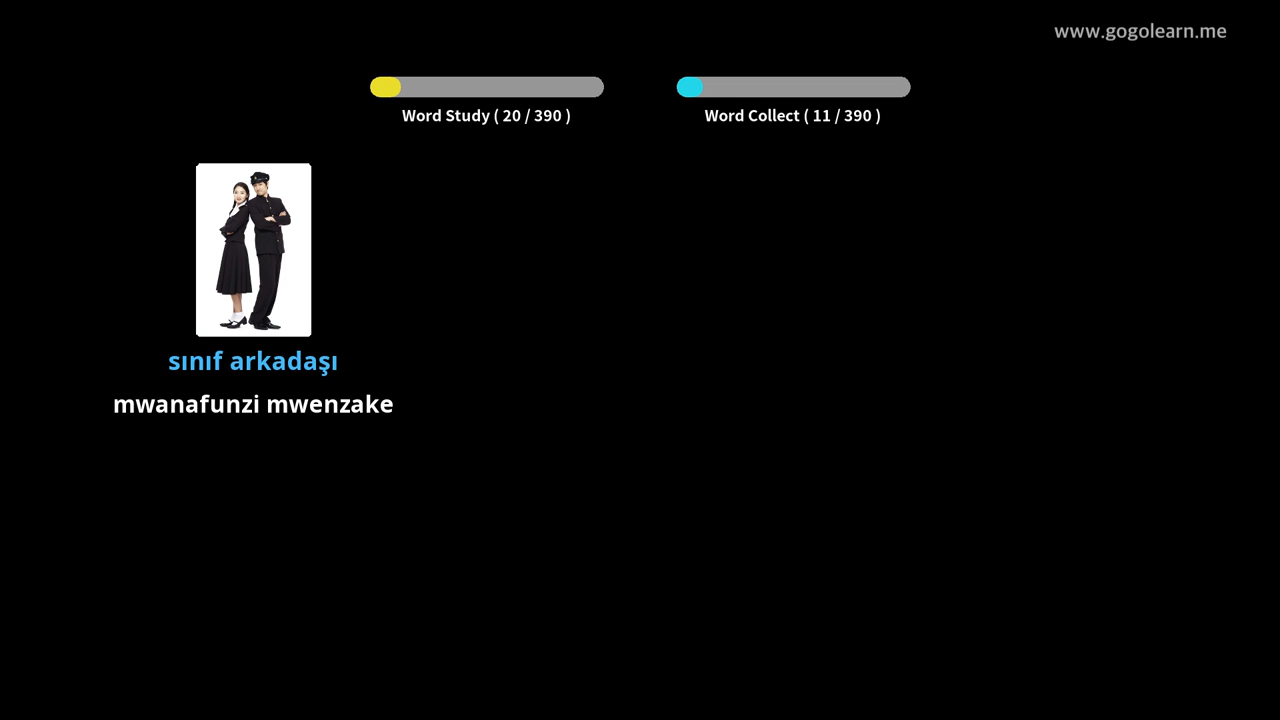 www.gogolearn.me
Word Study ( 20 / 390 )
Word Collect ( 11 / 390 )
sınıf arkadaşı
mwanafunzi mwenzake